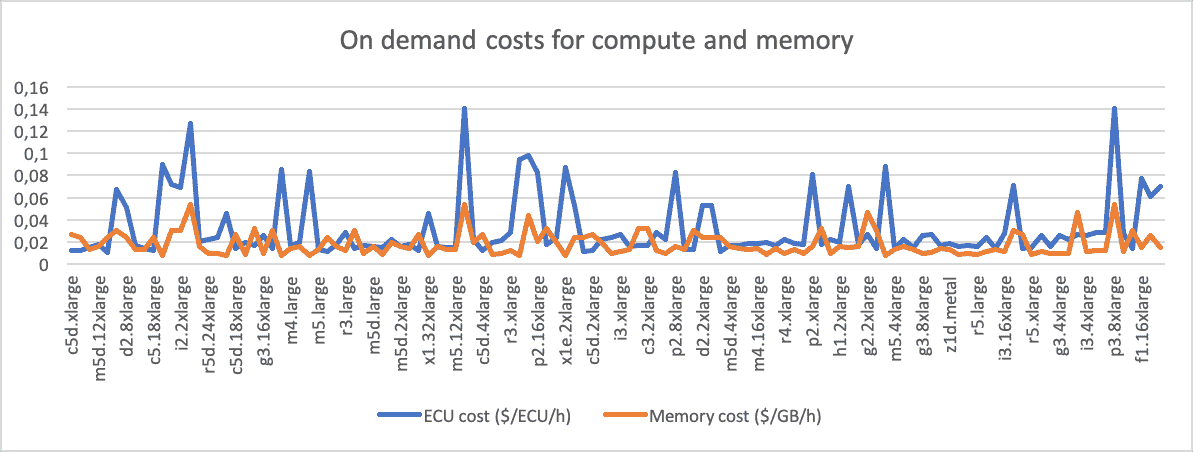 On demand costs for compute and memory
0,16
0,14
0,12
0,1
0,08
0,06
0,04
0,02
0
c5d.xlarge
m5d.12xlarge
d2.8xlarge
c5.18xlarge
i2.2xlarge
r5d.24xlarge
c5d.18xlarge
g3.16xlarge
m4.large
m5.large
r3.large
m5d.large
m5d.2xlarge
x1.32xlarge
m5.12xlarge
c5d.4xlarge
r3.xlarge
p2.16xlarge
x1e.2xlarge
c5d.2xlarge
i3.xlarge
c3.2xlarge
p2.8xlarge
d2.2xlarge
m5d.4xlarge
m4.16xlarge
r4.xlarge
p2.xlarge
h1.2xlarge
g2.2xlarge
m5.4xlarge
g3.8xlarge
z1d.metal
r5.large
i3.16xlarge
r5.xlarge
g3.4xlarge
i3.4xlarge
p3.8xlarge
f1.16xlarge
ECU cost ($/ECU/h)
Memory cost ($/GB/h)